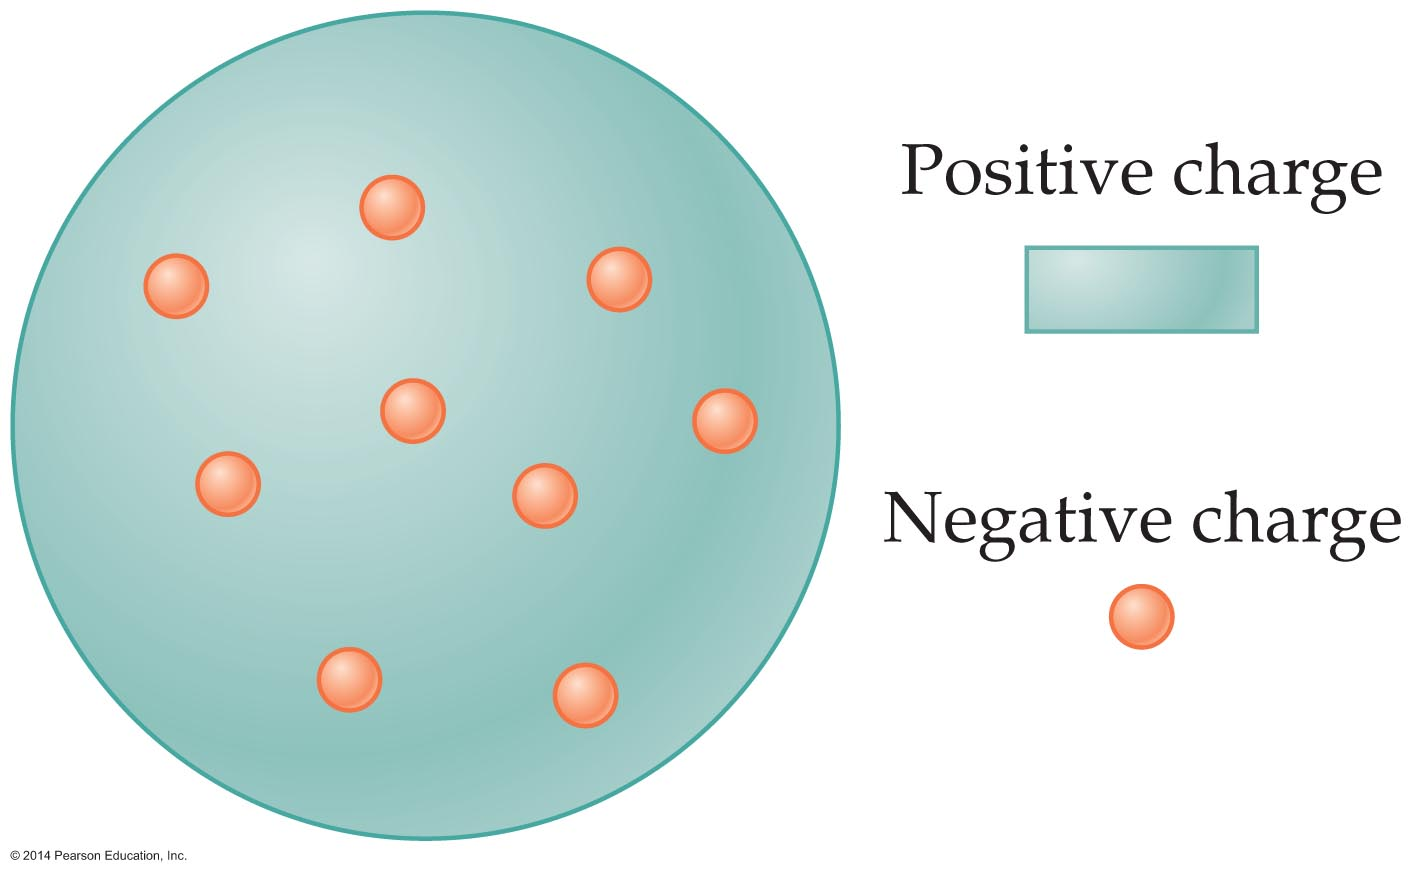 Positive charge
Negative charge
© 2014 Pearson Education, Inc.